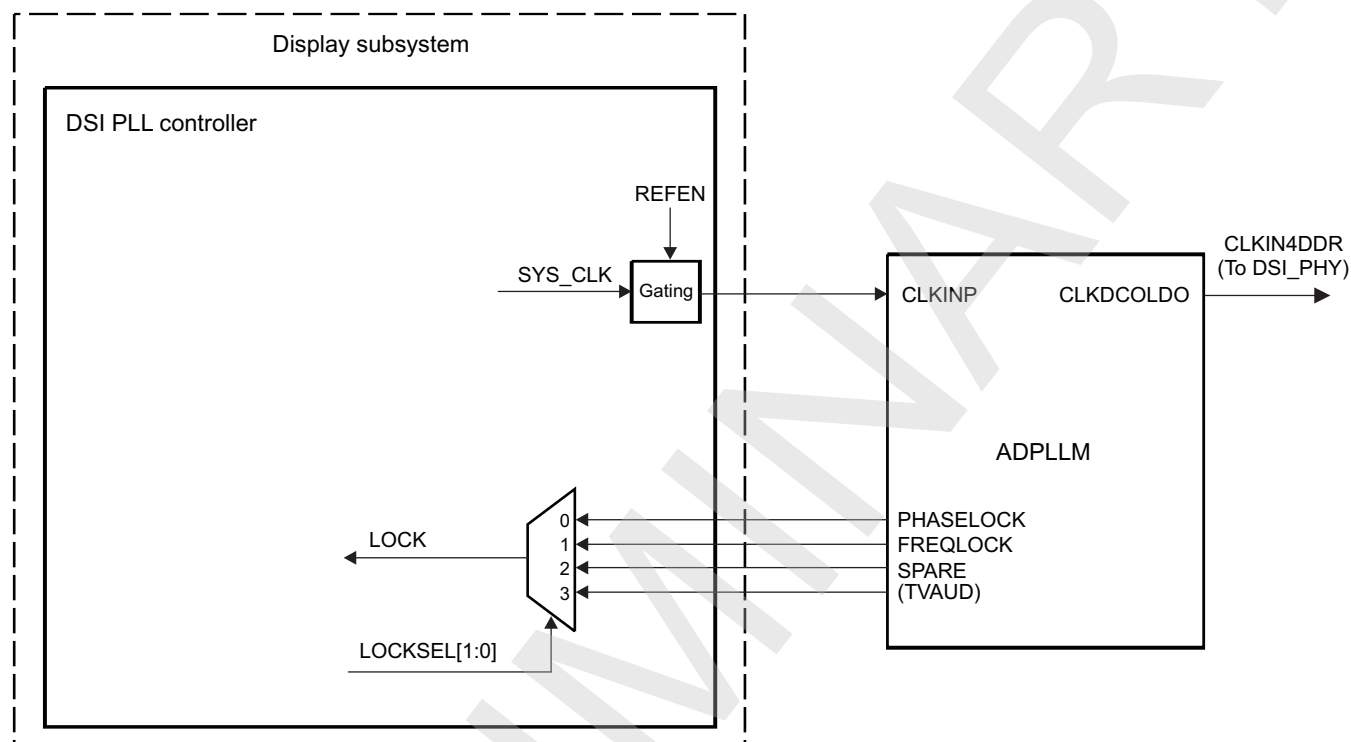 Display subsystem
DSI PLL controller
REFEN
SYS_CLK
Gating
CLKINP
CLKDCOLDO
CLKIN4DDR
(To DSI_PHY)
ADPLLM
LOCK
0
1
2
3
PHASELOCK
FREQLOCK
SPARE
(TVAUD)
LOCKSEL[1:0]